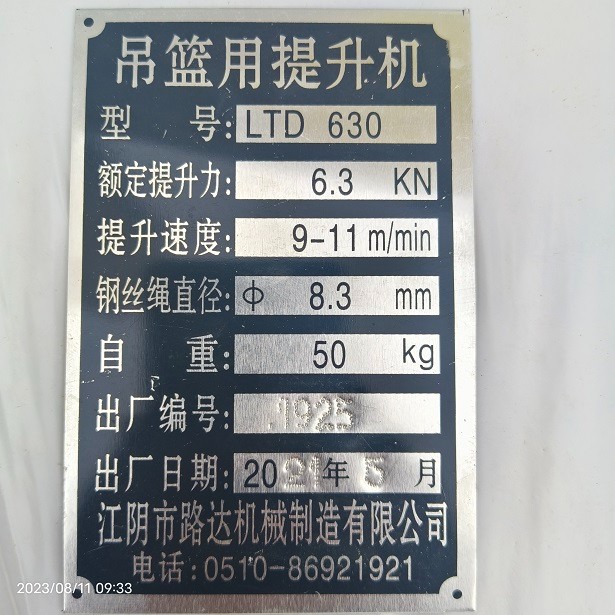 吊篮用提升机
型 号: LTD 630
额定提升力: 6.3 KN
提升速度: 9-11 m/min
钢丝绳直径: Φ 8.3 mm
自 重: 50 kg
出厂编号: .1925
出厂日期: 2021年5月
江阴市路达机械制造有限公司
电话:0510-86921921
2023/08/11 09:33